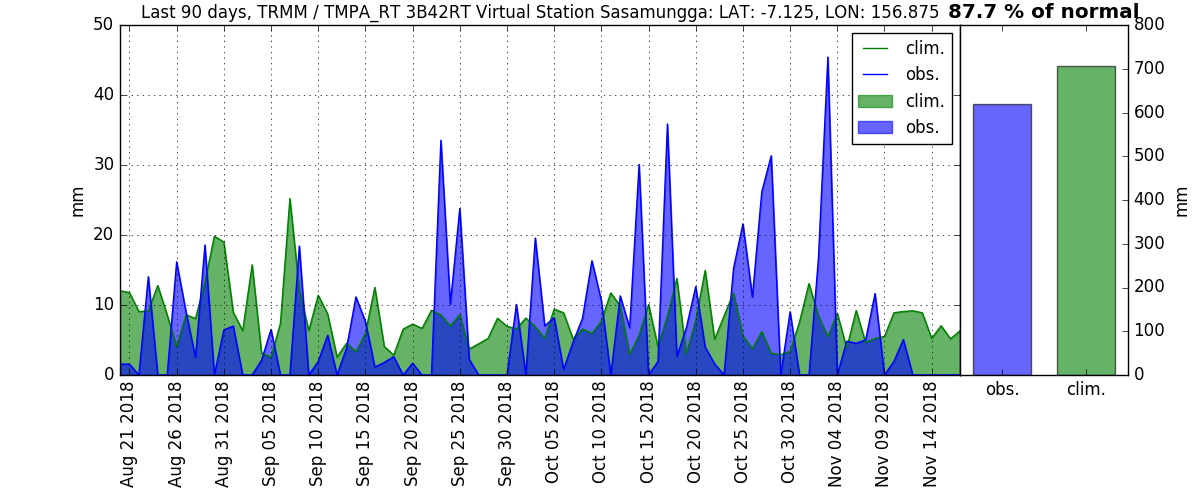 Last 90 days, TRMM / TMPA_RT 3B42RT Virtual Station Sasamungga: LAT: -7.125, LON: 156.875 87.7 % of normal
50
40
30
20
10
0
mm
clim.
obs.
clim.
obs.
Aug 21 2018
Aug 26 2018
Aug 31 2018
Sep 05 2018
Sep 10 2018
Sep 15 2018
Sep 20 2018
Sep 25 2018
Sep 30 2018
Oct 05 2018
Oct 10 2018
Oct 15 2018
Oct 20 2018
Oct 25 2018
Oct 30 2018
Nov 04 2018
Nov 09 2018
Nov 14 2018
800
700
600
500
400
300
200
100
0
mm
obs.
clim.